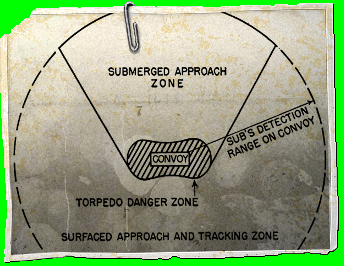 SUBMERGED APPROACH
ZONE
SUB'S DETECTION
RANGE ON CONVOY
CONVOY
TORPEDO DANGER ZONE
SURFACED APPROACH AND TRACKING ZONE